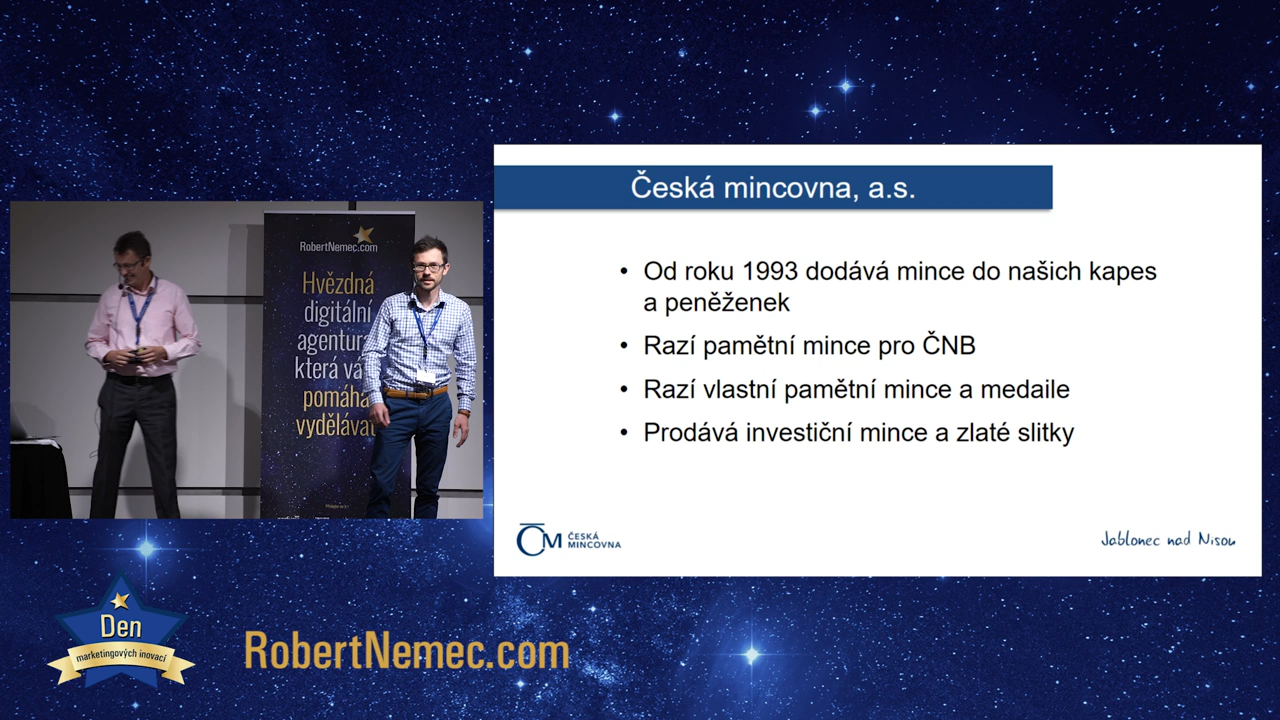 RobertNemec.com
Hvězdná
digitální
agentura
která vá
pomáhá
vydělávat
Česká mincovna, a.s.
• Od roku 1993 dodává mince do našich kapes
a peněženek
• Razí pamětní mince pro ČNB
• Razí vlastní pamětní mince a medaile
• Prodává investiční mince a zlaté slitky
ČM ČESKÁ
MINCOVNA
Jablonec nad Nisou
Den
marketingových inovací
RobertNemec.com